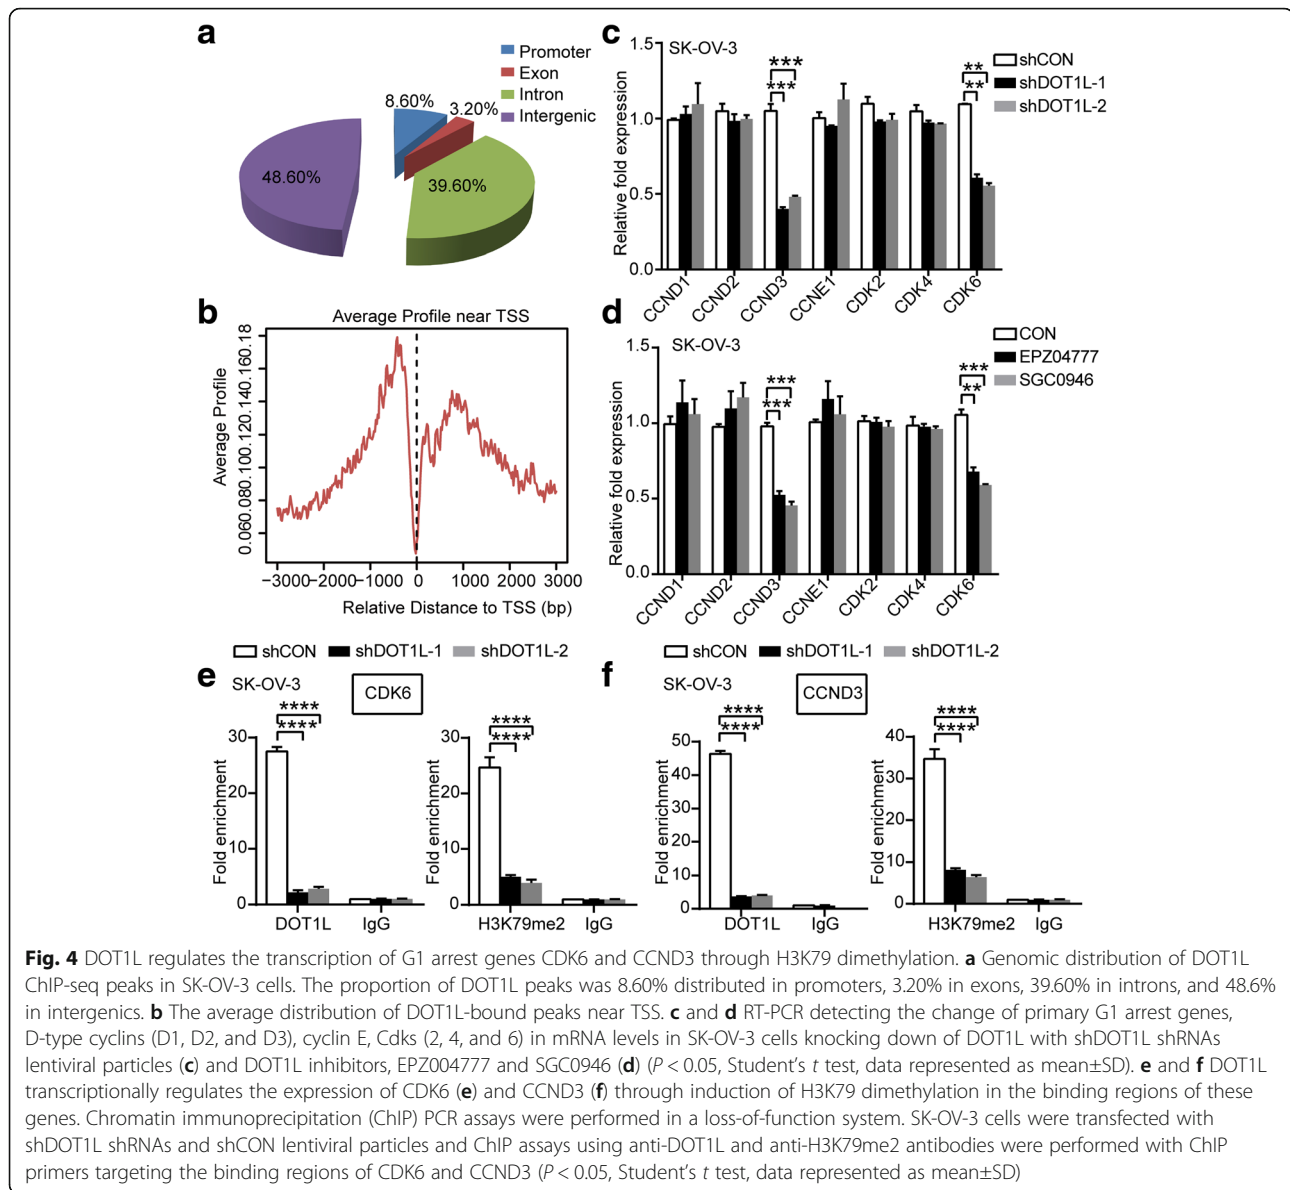 a
Promoter
Exon
Intron
Intergenic
8.60%
3.20%
39.60%
48.60%
c
SK-OV-3
shCON
shDOT1L-1
shDOT1L-2
Relative fold expression
1.5
1.0
0.5
0.0
***
***
**
**
CCND1
CCND2
CCND3
CCNE1
CDK2
CDK4
CDK6
b
Average Profile near TSS
Average Profile
0.060.080.100.120.140.160.18
−3000 −2000 −1000 0 1000 2000 3000
Relative Distance to TSS (bp)
d
SK-OV-3
CON
EPZ04777
SGC0946
Relative fold expression
1.5
1.0
0.5
0.0
***
***
***
**
CCND1
CCND2
CCND3
CCNE1
CDK2
CDK4
CDK6
shCON shDOT1L-1 shDOT1L-2
e
SK-OV-3
CDK6
Fold enrichment
30
20
10
0
****
****
DOT1L IgG
Fold enrichment
30
20
10
0
****
****
H3K79me2 IgG
shCON shDOT1L-1 shDOT1L-2
f
SK-OV-3
CCND3
Fold enrichment
50
40
30
20
10
0
****
****
DOT1L IgG
Fold enrichment
40
30
20
10
0
****
****
H3K79me2 IgG
Fig. 4 DOT1L regulates the transcription of G1 arrest genes CDK6 and CCND3 through H3K79 dimethylation. a Genomic distribution of DOT1L
ChIP-seq peaks in SK-OV-3 cells. The proportion of DOT1L peaks was 8.60% distributed in promoters, 3.20% in exons, 39.60% in introns, and 48.6%
in intergenics. b The average distribution of DOT1L-bound peaks near TSS. c and d RT-PCR detecting the change of primary G1 arrest genes,
D-type cyclins (D1, D2, and D3), cyclin E, Cdks (2, 4, and 6) in mRNA levels in SK-OV-3 cells knocking down of DOT1L with shDOT1L shRNAs
lentiviral particles (c) and DOT1L inhibitors, EPZ004777 and SGC0946 (d) (P < 0.05, Student's t test, data represented as mean±SD). e and f DOT1L
transcriptionally regulates the expression of CDK6 (e) and CCND3 (f) through induction of H3K79 dimethylation in the binding regions of these
genes. Chromatin immunoprecipitation (ChIP) PCR assays were performed in a loss-of-function system. SK-OV-3 cells were transfected with
shDOT1L shRNAs and shCON lentiviral particles and ChIP assays using anti-DOT1L and anti-H3K79me2 antibodies were performed with ChIP
primers targeting the binding regions of CDK6 and CCND3 (P < 0.05, Student's t test, data represented as mean±SD)